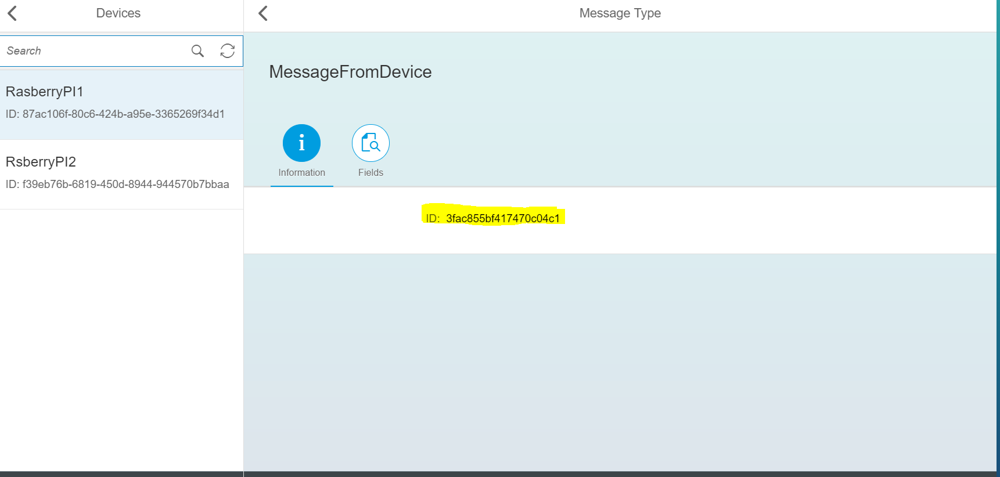 Devices
Search
RasberryPI1
ID: 87ac106f-80c6-424b-a95e-3365269f34d1
RsberryPI2
ID: f39eb76b-6819-450d-8944-944570b7bbaa
Message Type
MessageFromDevice
Information
Fields
ID: 3fac855bf417470c04c1